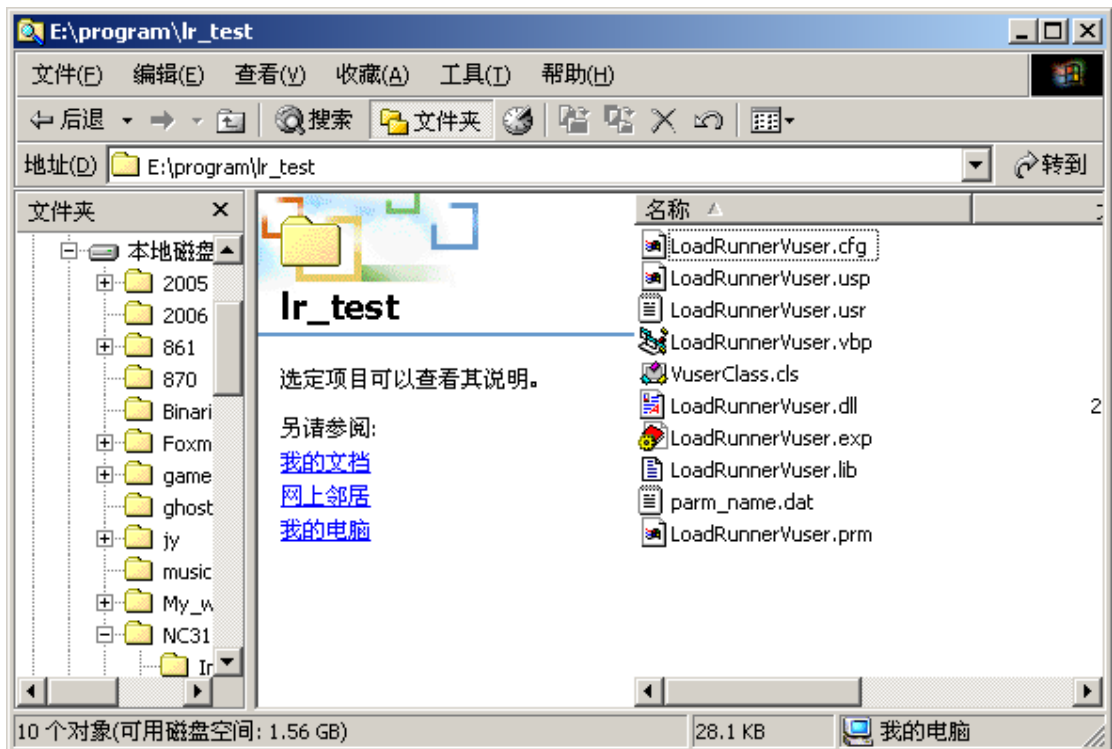 E:\program\lr_test
文件(F) 编辑(E) 查看(V) 收藏(A) 工具(T) 帮助(H)
后退 搜索 文件夹
地址(D) E:\program\lr_test 转到
文件夹
本地磁盘
2005
2006
861
870
Binari
Foxm
game
ghost
jy
music
My_w
NC31
In
lr_test
选定项目可以查看其说明。
另请参阅:
我的文档
网上邻居
我的电脑
名称
LoadRunnerVuser.cfg
LoadRunnerVuser.usp
LoadRunnerVuser.usr
LoadRunnerVuser.vbp
VuserClass.cls
LoadRunnerVuser.dll
2
LoadRunnerVuser.exp
LoadRunnerVuser.lib
parm_name.dat
LoadRunnerVuser.prm
10 个对象(可用磁盘空间: 1.56 GB) 28.1 KB 我的电脑